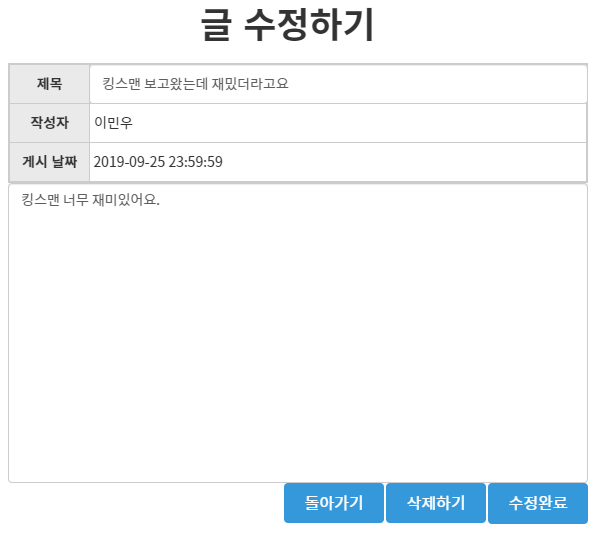 글 수정하기
제목 킹스맨 보고왔는데 재밌더라고요
작성자 이민우
게시 날짜 2019-09-25 23:59:59
킹스맨 너무 재미있어요.
돌아가기 삭제하기 수정완료